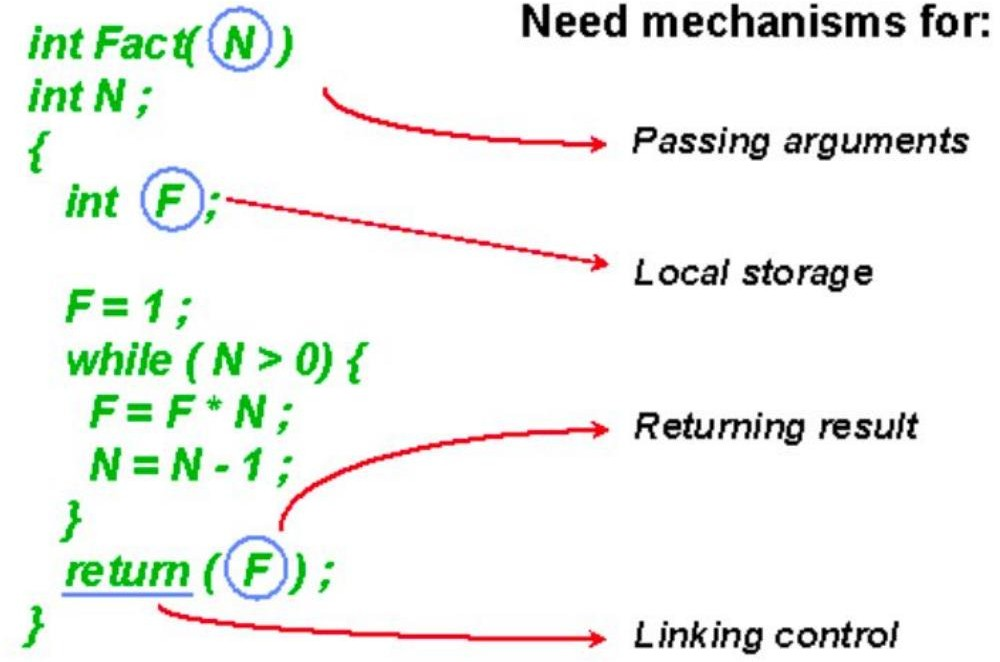 Need mechanisms for:
int Fact( N )
int N ;
{
int F ;
F = 1 ;
while ( N > 0) {
F = F * N ;
N = N - 1 ;
}
return ( F ) ;
}
Passing arguments
Local storage
Returning result
Linking control